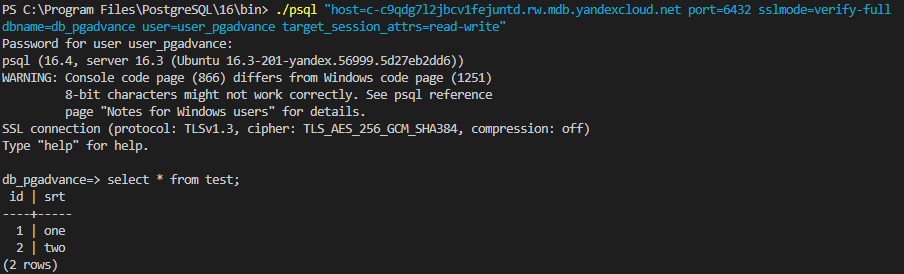 PS C:\Program Files\PostgreSQL\16\bin> ./psql "host=c-c9qdg7l2jbcv1fejuntd.rw.mdb.yandexcloud.net port=6432 sslmode=verify-full
dbname=db_pgadvance user=user_pgadvance target_session_attrs=read-write"
Password for user user_pgadvance:
psql (16.4, server 16.3 (Ubuntu 16.3-201-yandex.56999.5d27eb2dd6))
WARNING: Console code page (866) differs from Windows code page (1251)
         8-bit characters might not work correctly. See psql reference
         page "Notes for Windows users" for details.
SSL connection (protocol: TLSv1.3, cipher: TLS_AES_256_GCM_SHA384, compression: off)
Type "help" for help.

db_pgadvance=> select * from test;
 id | srt
----+-----
  1 | one
  2 | two
(2 rows)